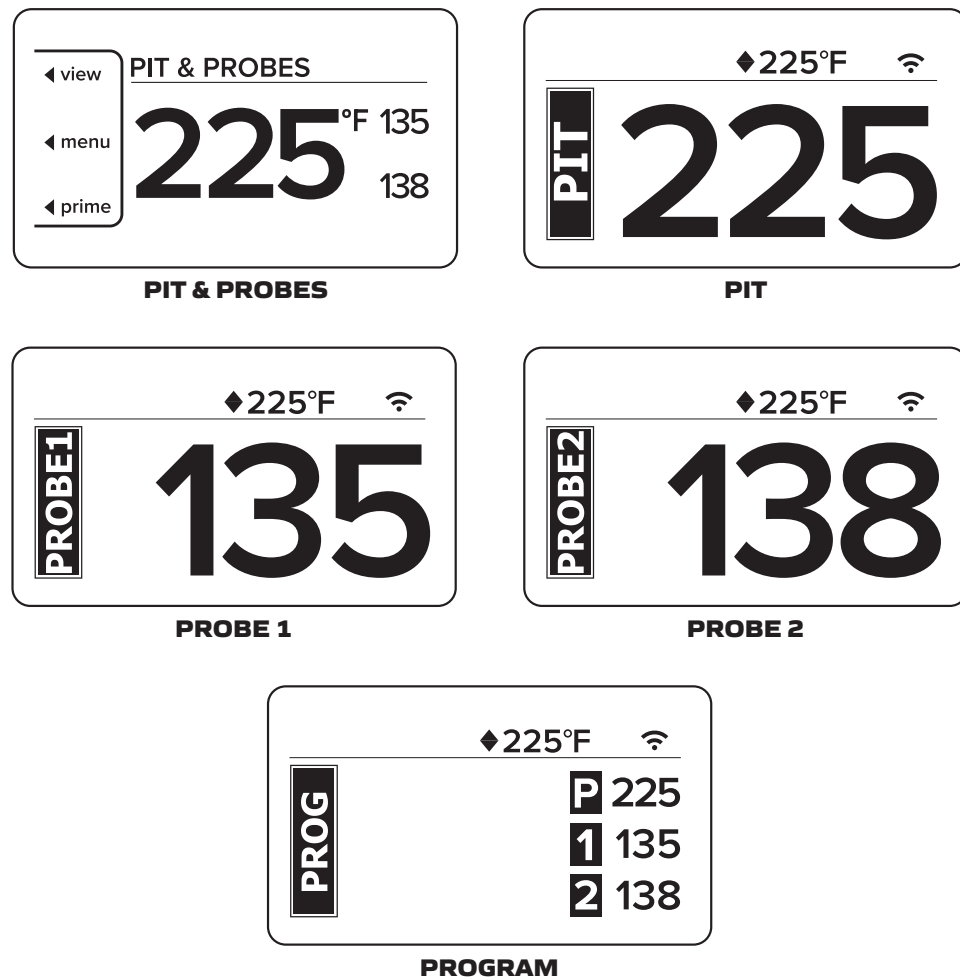 ◀ view
◀ menu
◀ prime
PIT & PROBES
225°F 135
138
PIT & PROBES
♦225°F
PIT
225
PIT
♦225°F
PROBE1
135
PROBE 1
♦225°F
PROBE2
138
PROBE 2
♦225°F
PROG
P 225
1 135
2 138
PROGRAM